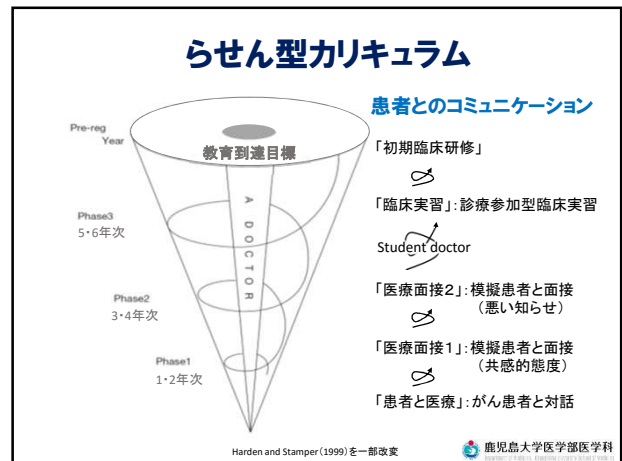 らせん型カリキュラム
患者とのコミュニケーション
Pre-reg
Year
教育到達目標
「初期臨床研修」
A DOCTOR
「臨床実習」:診療参加型臨床実習
Phase3
5・6年次
Student doctor
Phase2
3・4年次
「医療面接2」:模擬患者と面接
(悪い知らせ)
「医療面接1」:模擬患者と面接
(共感的態度)
Phase1
1・2年次
「患者と医療」:がん患者と対話
Harden and Stamper(1999)を一部改変
鹿児島大学医学部医学科